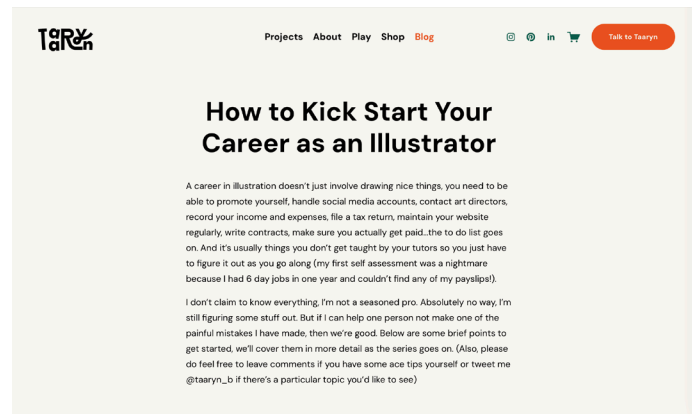 TaaRyn
Projects About Play Shop Blog
in
Talk to Taaryn
How to Kick Start Your
Career as an Illustrator
A career in illustration doesn't just involve drawing nice things, you need to be
able to promote yourself, handle social media accounts, contact art directors,
record your income and expenses, file a tax return, maintain your website
regularly, write contracts, make sure you actually get paid…the to do list goes
on. And it's usually things you don't get taught by your tutors so you just have
to figure it out as you go along (my first self assessment was a nightmare
because I had 6 day jobs in one year and couldn't find any of my payslips!).
I don't claim to know everything, I'm not a seasoned pro. Absolutely no way, I'm
still figuring some stuff out. But if I can help one person not make one of the
painful mistakes I have made, then we're good. Below are some brief points to
get started, we'll cover them in more detail as the series goes on. (Also, please
do feel free to leave comments if you have some ace tips yourself or tweet me
@taaryn_b if there's a particular topic you'd like to see)